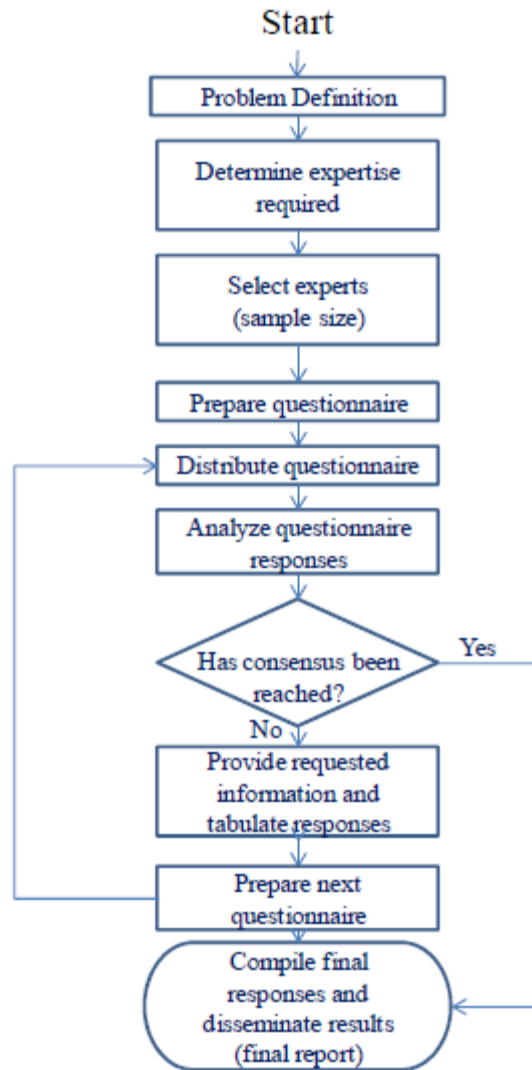 Start
Problem Definition
Determine expertise
required
Select experts
(sample size)
Prepare questionnaire
Distribute questionnaire
Analyze questionnaire
responses
Has consensus been
reached?
Yes
No
Provide requested
information and
tabulate responses
Prepare next
questionnaire
Compile final
responses and
disseminate results
(final report)